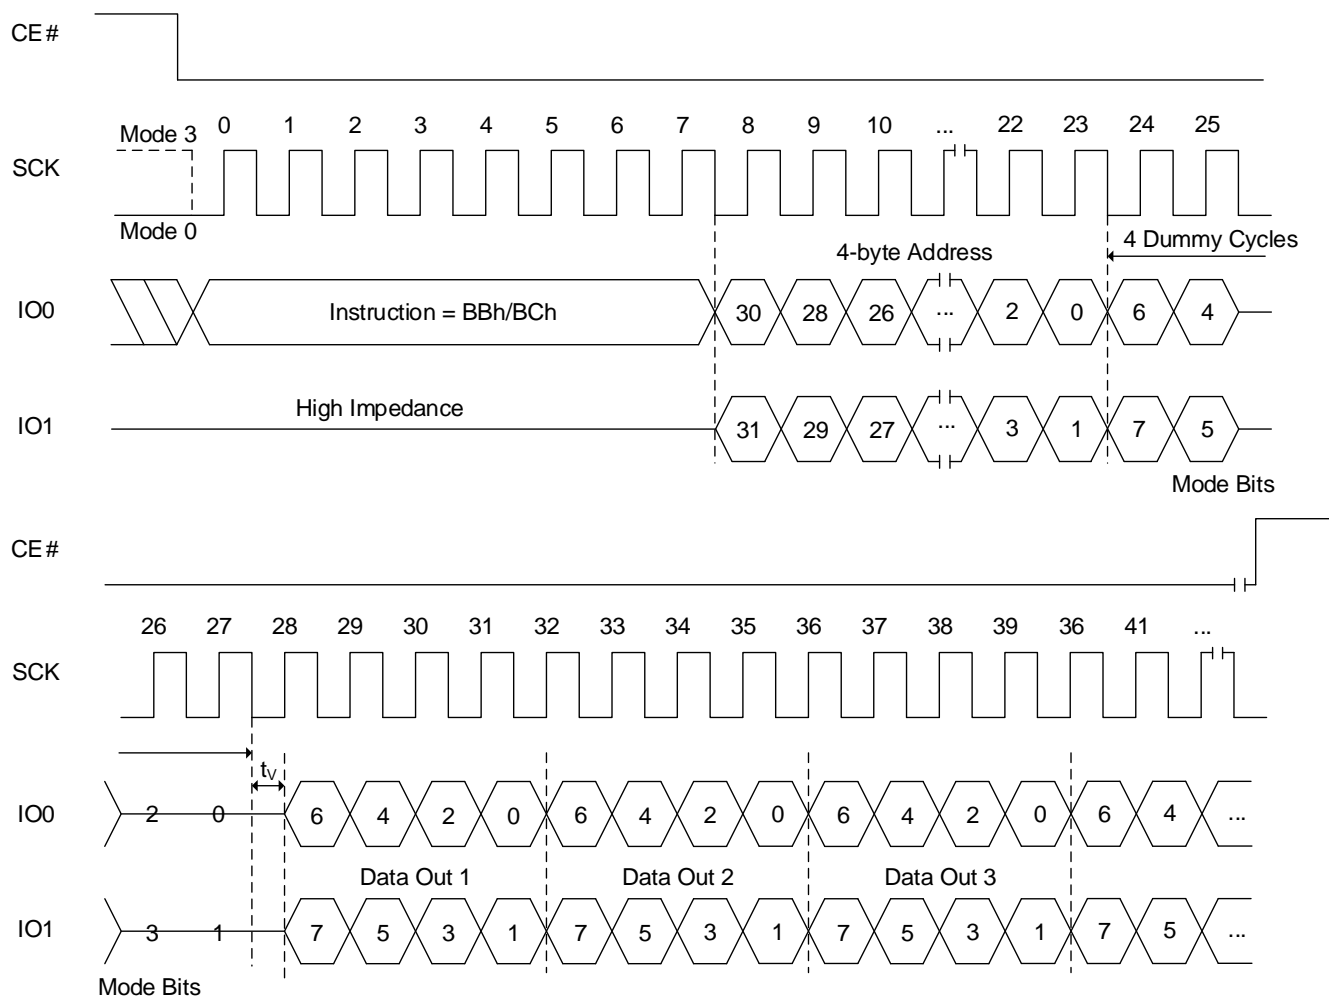 CE#
Mode 3 0 1 2 3 4 5 6 7 8 9 10 ... 22 23 24 25
SCK
Mode 0
4-byte Address 4 Dummy Cycles
IO0 Instruction = BBh/BCh 30 28 26 ... 2 0 6 4
High Impedance
IO1 31 29 27 ... 3 1 7 5
Mode Bits
CE#
26 27 28 29 30 31 32 33 34 35 36 37 38 39 36 41 ...
SCK
tV
IO0 2 0 6 4 2 0 6 4 2 0 6 4 2 0 6 4 ...
Data Out 1 Data Out 2 Data Out 3
IO1 3 1 7 5 3 1 7 5 3 1 7 5 3 1 7 5 ...
Mode Bits